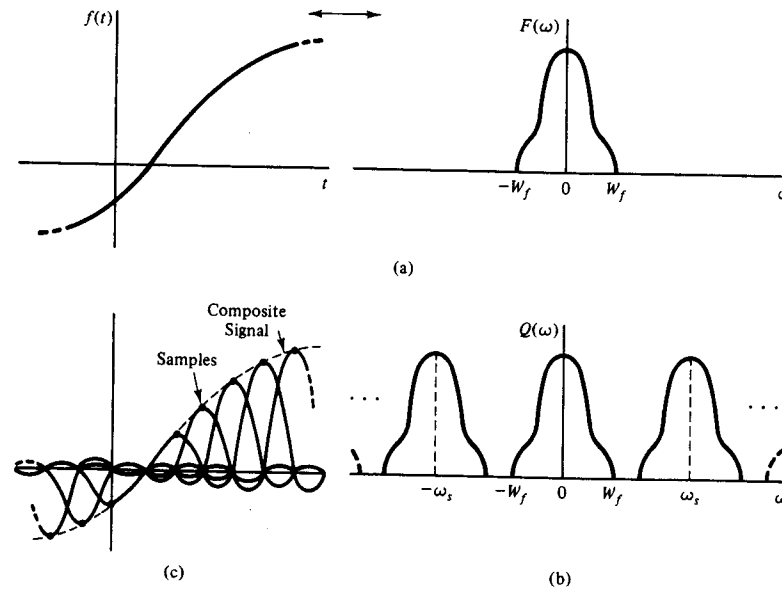 f(t)
F(ω)
t
-W_f 0 W_f
(a)
Composite
Signal
Samples
Q(ω)
... ...
-ω_s -W_f 0 W_f ω_s
(c)
(b)